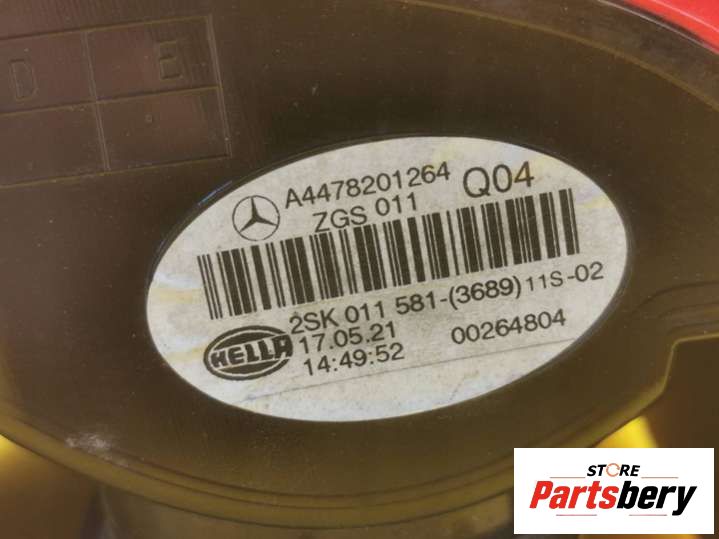 D E
A4478201264 Q04
ZGS 011
2SK 011 581-(3689) 11S-02
HELLA
17.05.21 00264804
14:49:52
STORE
Partsbery